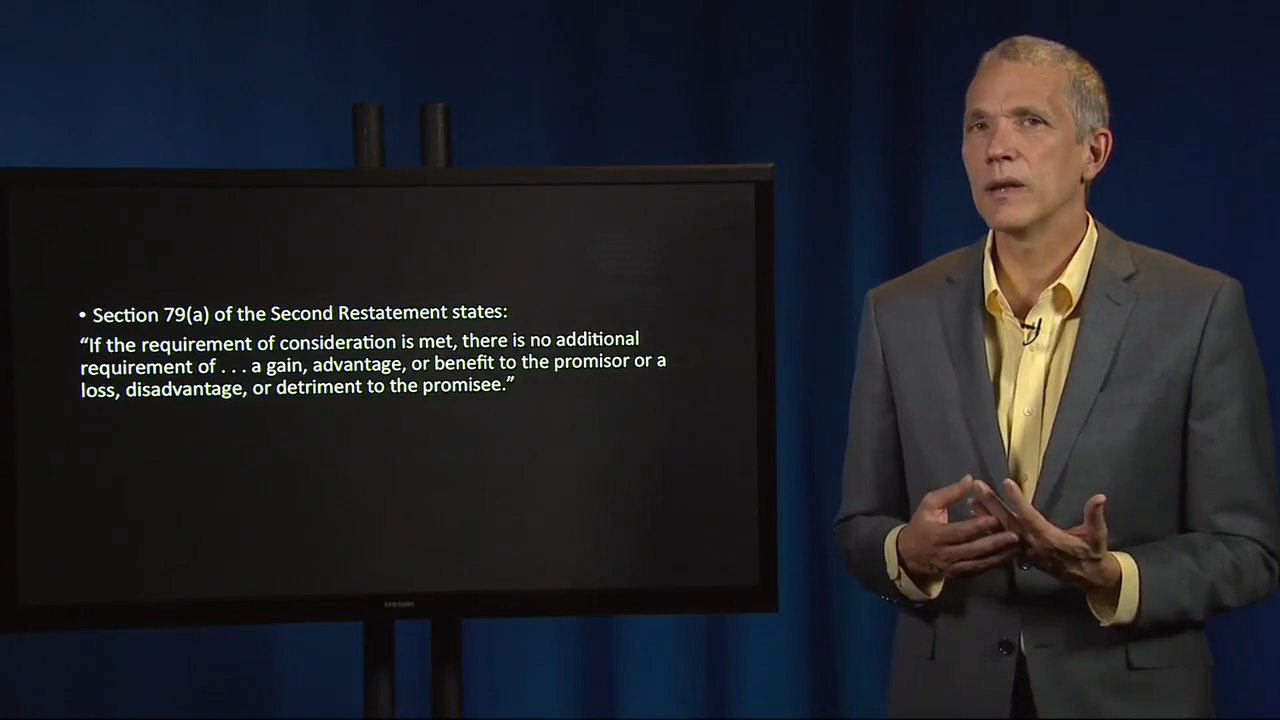 • Section 79(a) of the Second Restatement states:
“If the requirement of consideration is met, there is no additional
requirement of . . . a gain, advantage, or benefit to the promisor or a
loss, disadvantage, or detriment to the promisee.”
SAMSUNG